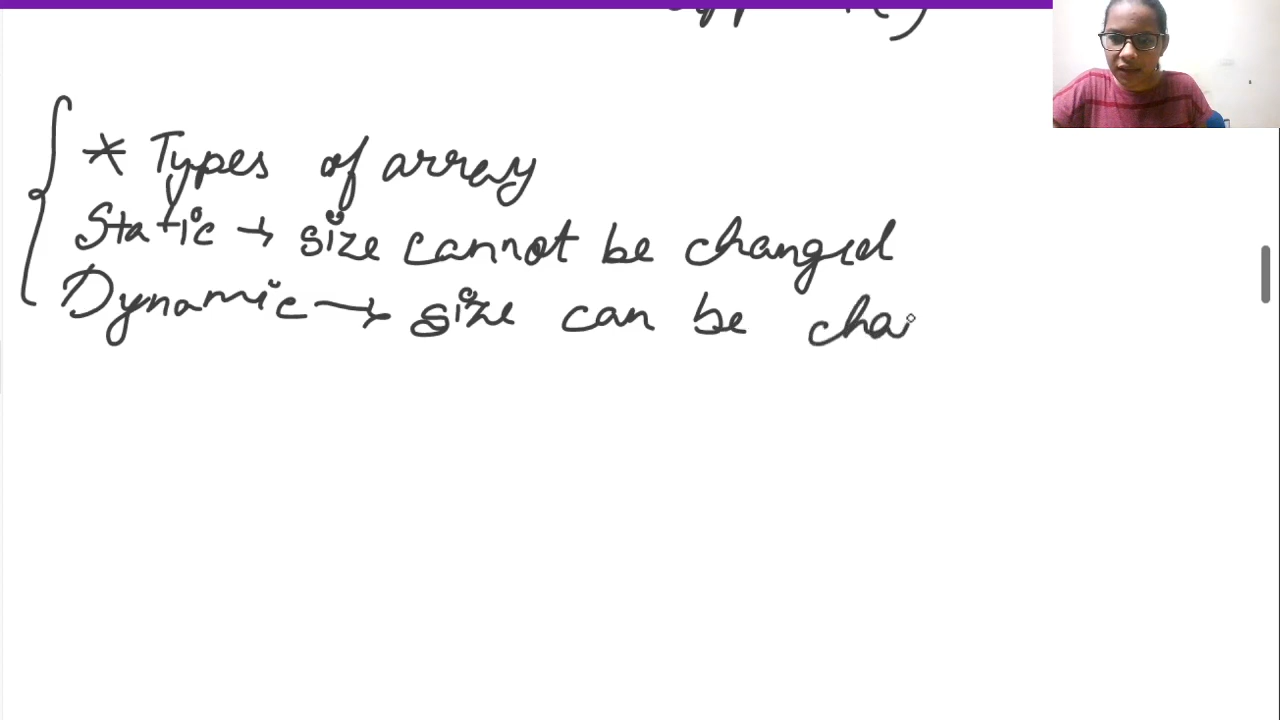 * Types of array
Static → size cannot be changed
Dynamic → size can be cha